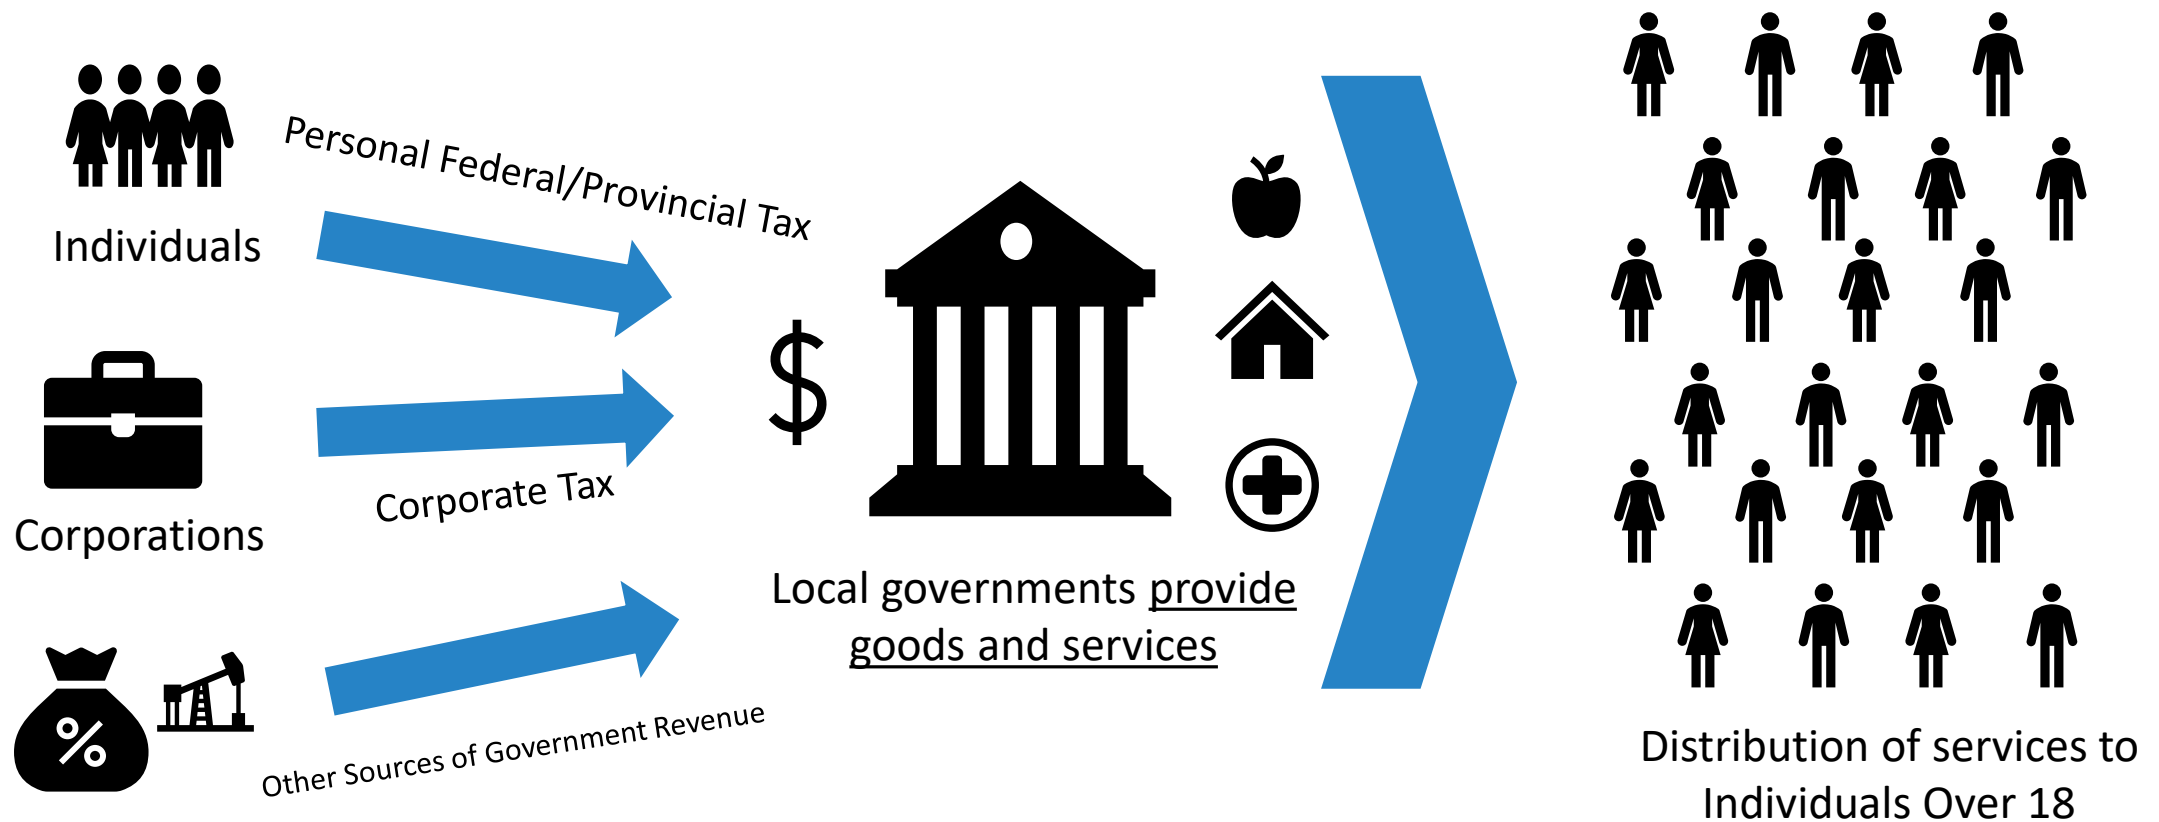 Individuals
Personal Federal/Provincial Tax
Corporations
Corporate Tax
%
Other Sources of Government Revenue
$
Local governments provide
goods and services
Distribution of services to
Individuals Over 18